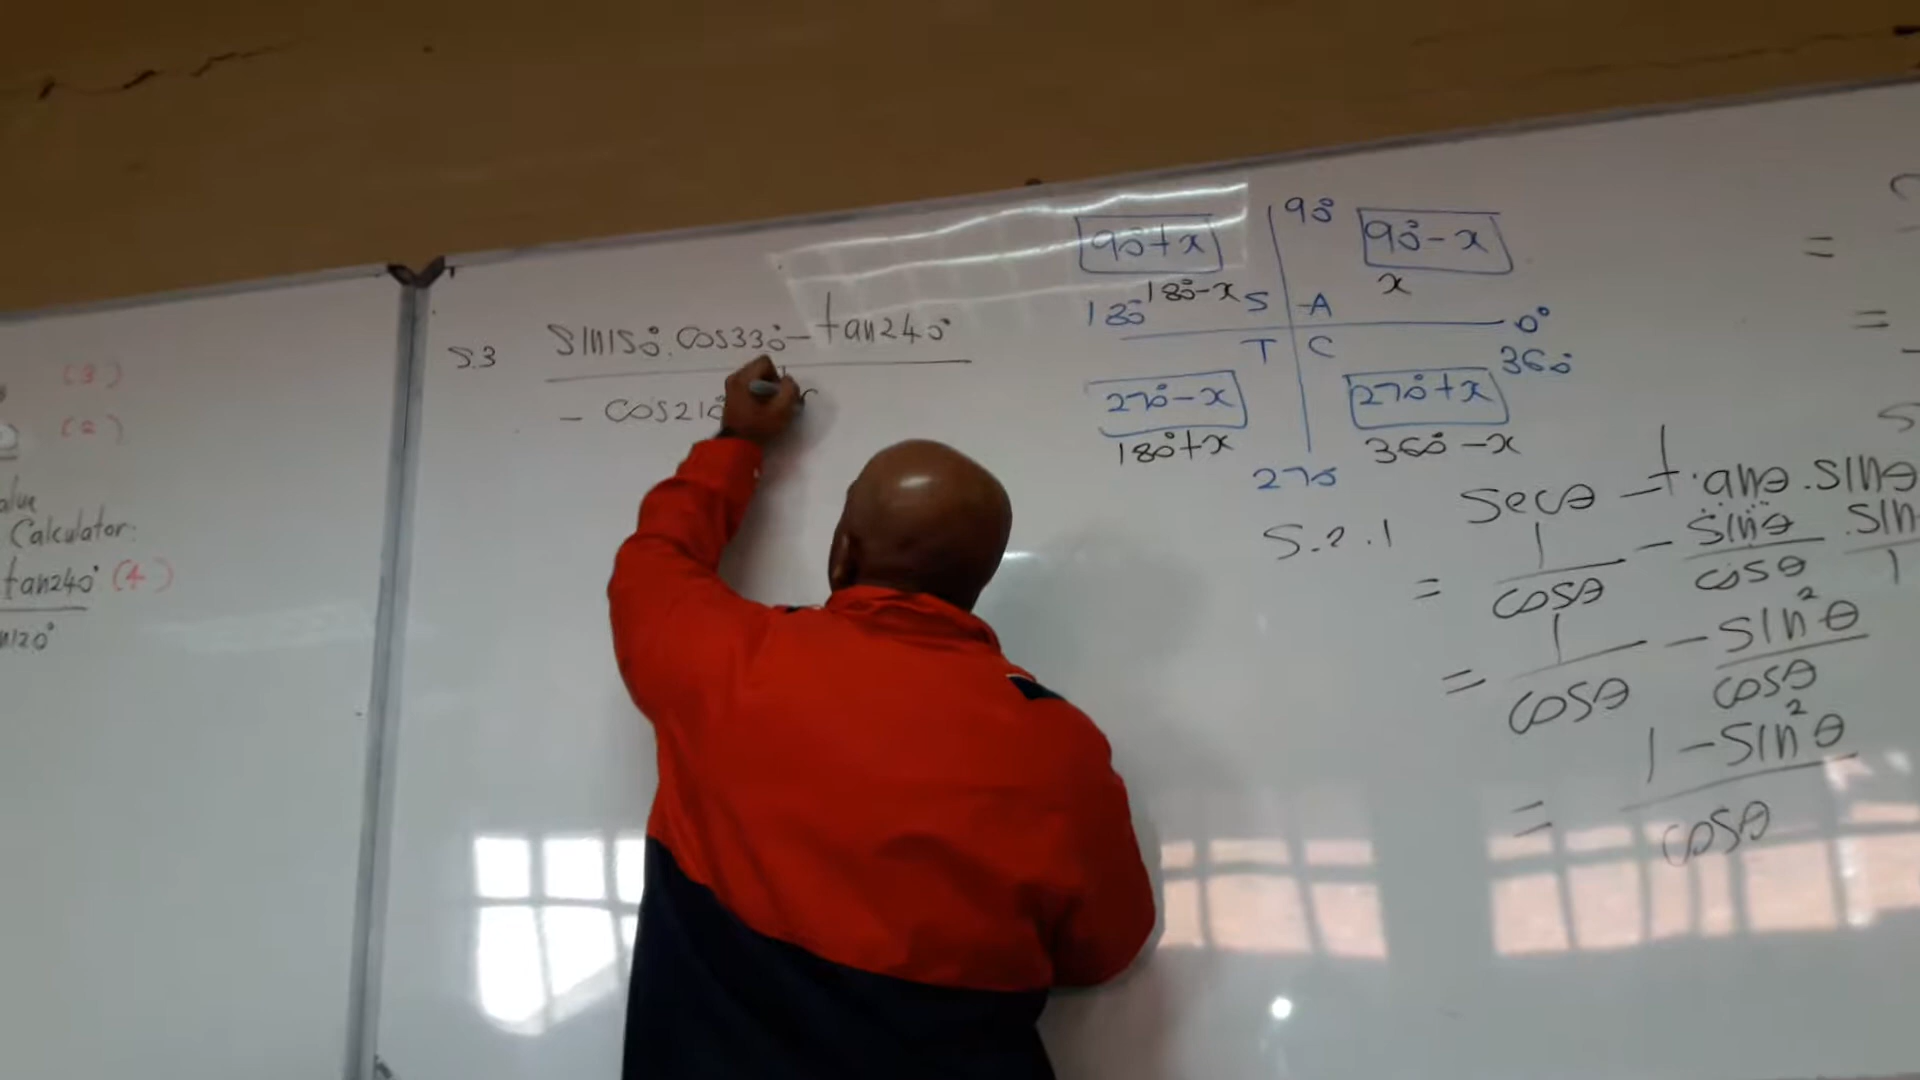 (3)
(2)
Calculator:
tan240° (4)
5.3 sin150°.cos330° - tan240°
- cos210°
90°+x 90° 90°-x
180°-x x
180° S A 0°
T C 360°
270°-x 270°+x
180°+x 360°-x
270
5.2.1 secθ - tanθ.sinθ
= 1/cosθ - sinθ/cosθ
= 1/cosθ - sin²θ/cosθ
= 1-sin²θ/cosθ